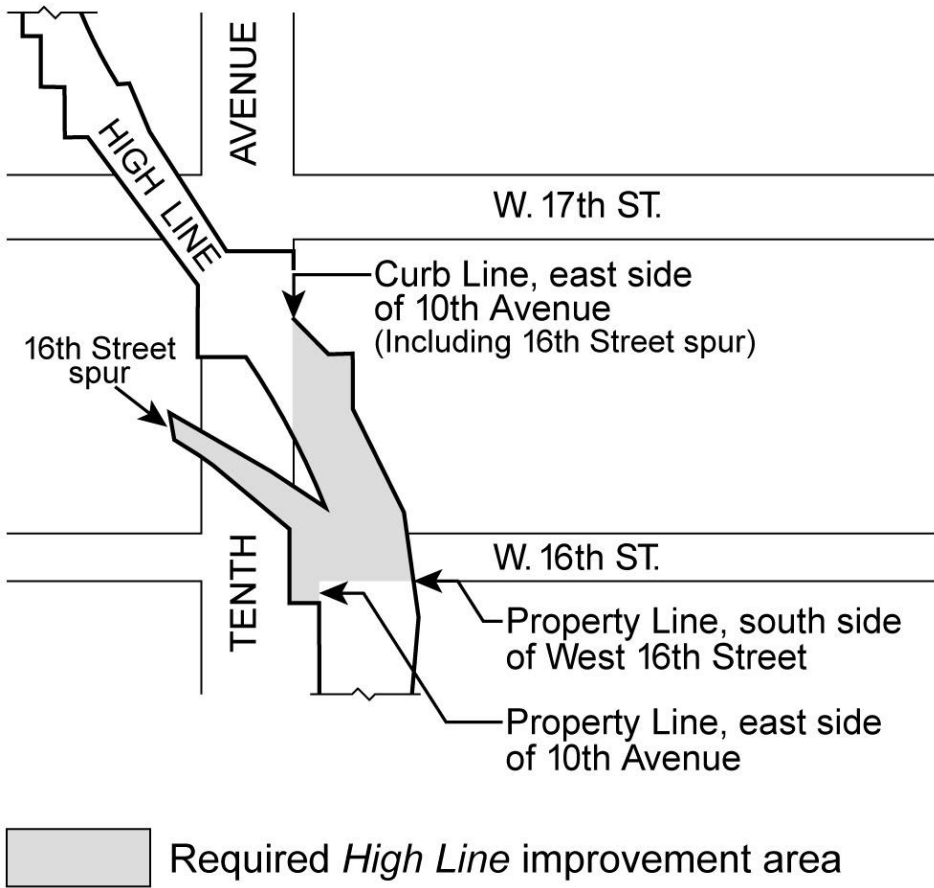 AVENUE
HIGH LINE
W. 17th ST.
Curb Line, east side
of 10th Avenue
(Including 16th Street spur)
16th Street
spur
TENTH
W. 16th ST.
Property Line, south side
of West 16th Street
Property Line, east side
of 10th Avenue
Required High Line improvement area